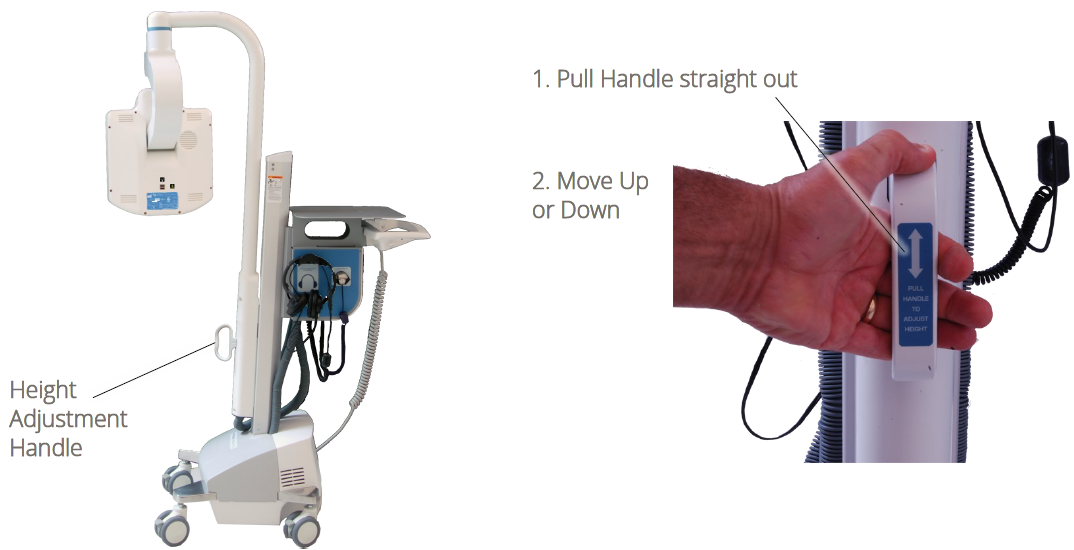 1. Pull Handle straight out
2. Move Up
or Down
Height
Adjustment
Handle
PULL
HANDLE
TO
ADJUST
HEIGHT